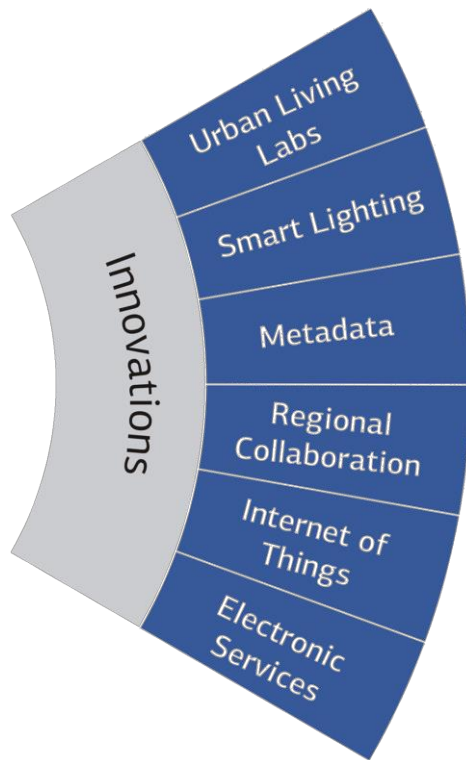 Innovations
Urban Living
Labs
Smart Lighting
Metadata
Regional
Collaboration
Internet of
Things
Electronic
Services